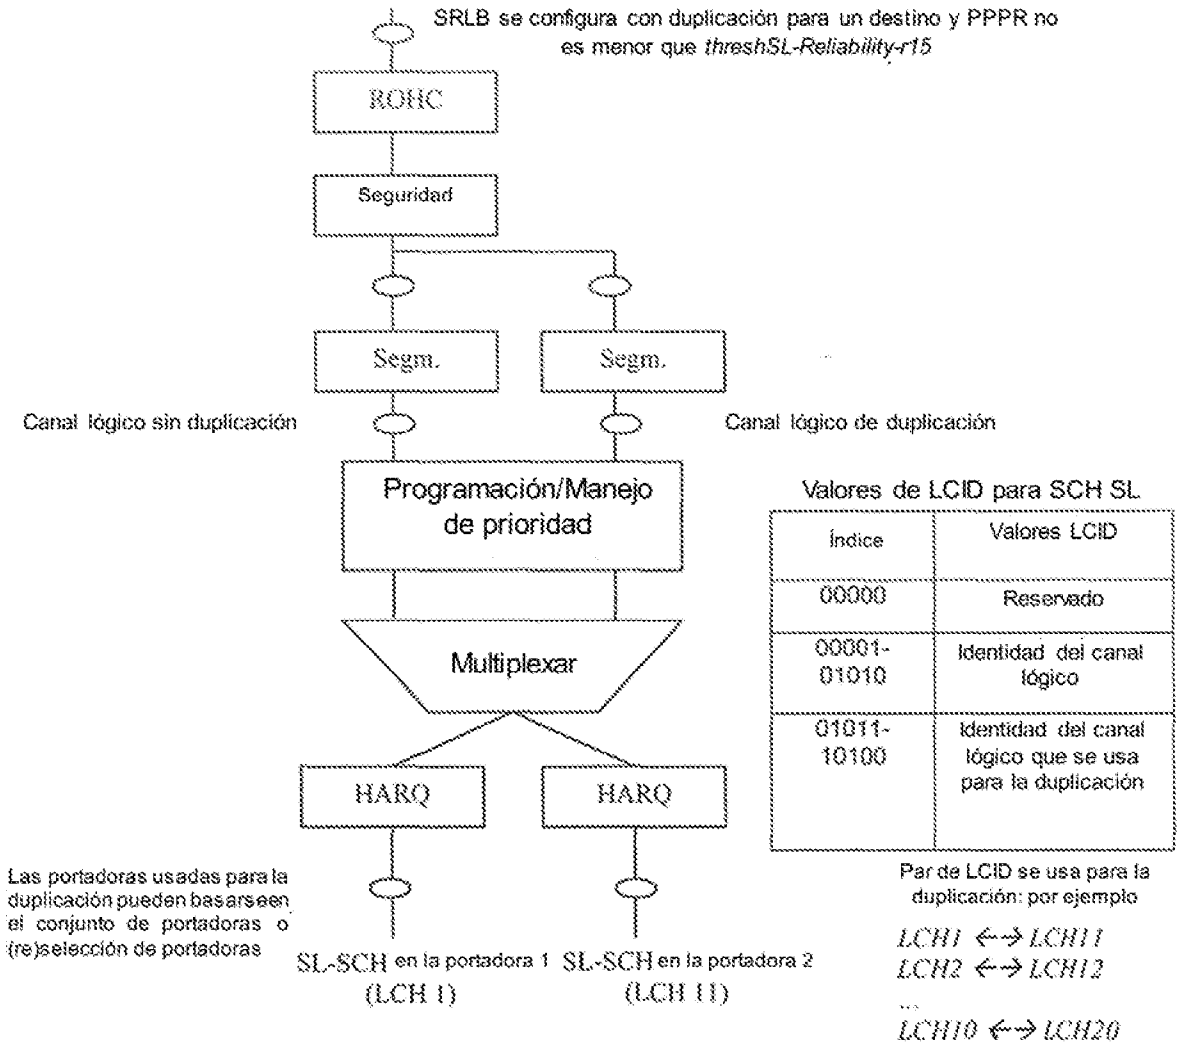 SRLB se configura con duplicación para un destino y PPPR no
es menor que threshSL-Reliability-r15
ROHC
Seguridad
Segm.
Segm.
Canal lógico sin duplicación
Canal lógico de duplicación
Programación/Manejo
de prioridad
Multiplexar
HARQ
HARQ
Las portadoras usadas para la
duplicación pueden basarseen
el conjunto de portadoras o
(re)selección de portadoras
SL-SCH en la portadora 1
(LCH 1)
SL-SCH en la portadora 2
(LCH 11)
Valores de LCID para SCH SL
Índice
Valores LCID
00000
Reservado
00001-
01010
Identidad del canal
lógico
01011-
10100
Identidad del canal
lógico que se usa
para la duplicación
Par de LCID se usa para la
duplicación: por ejemplo
LCH1 <--> LCH11
LCH2 <--> LCH12
...
LCH10 <--> LCH20